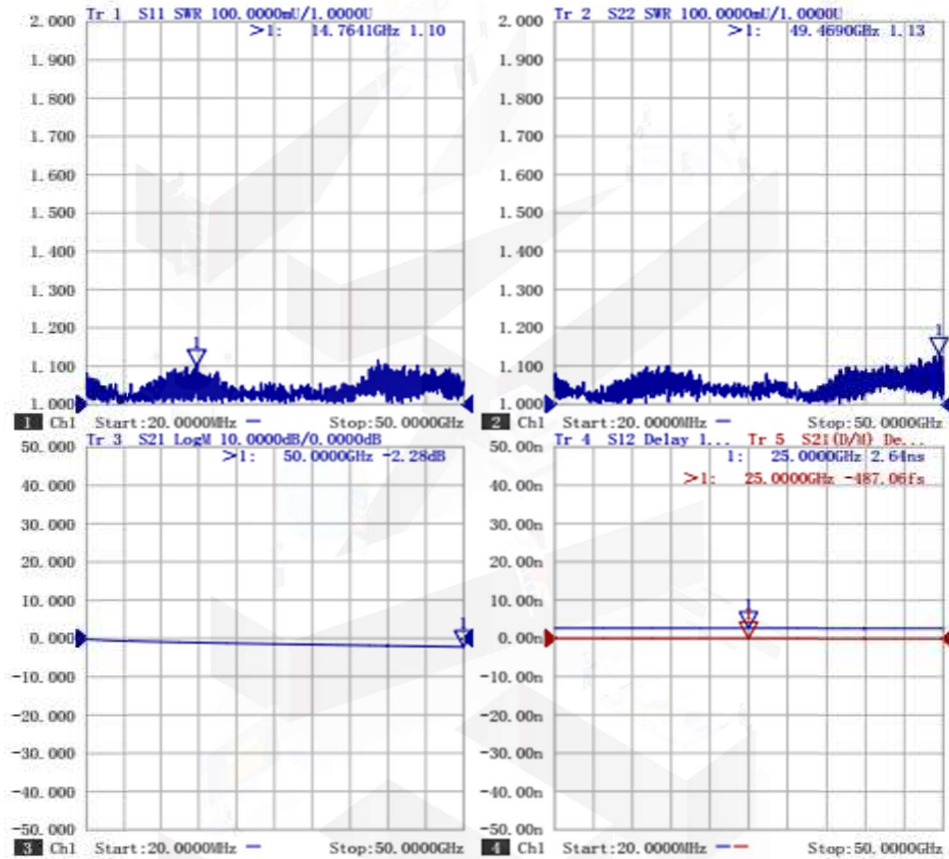 Tr 1 S11 SWR 100.0000mU/1.0000U
>1: 14.7641GHz 1.10
2.000
1.900
1.800
1.700
1.600
1.500
1.400
1.300
1.200
1.100
1.000
1
1 Ch1 Start:20.0000MHz Stop:50.0000GHz
Tr 2 S22 SWR 100.0000mU/1.0000U
>1: 49.4690GHz 1.13
2.000
1.900
1.800
1.700
1.600
1.500
1.400
1.300
1.200
1.100
1.000
1
2 Ch1 Start:20.0000MHz Stop:50.0000GHz
Tr 3 S21 LogM 10.0000dB/0.0000dB
>1: 50.0000GHz -2.28dB
50.000
40.000
30.000
20.000
10.000
0.000
-10.000
-20.000
-30.000
-40.000
-50.000
1
3 Ch1 Start:20.0000MHz Stop:50.0000GHz
Tr 4 S12 Delay 1... Tr 5 S21(D/M) De...
1: 25.0000GHz 2.64ns
>1: 25.0000GHz -487.06fs
50.00n
40.00n
30.00n
20.00n
10.00n
0.00n
-10.00n
-20.00n
-30.00n
-40.00n
-50.00n
1
4 Ch1 Start:20.0000MHz Stop:50.0000GHz